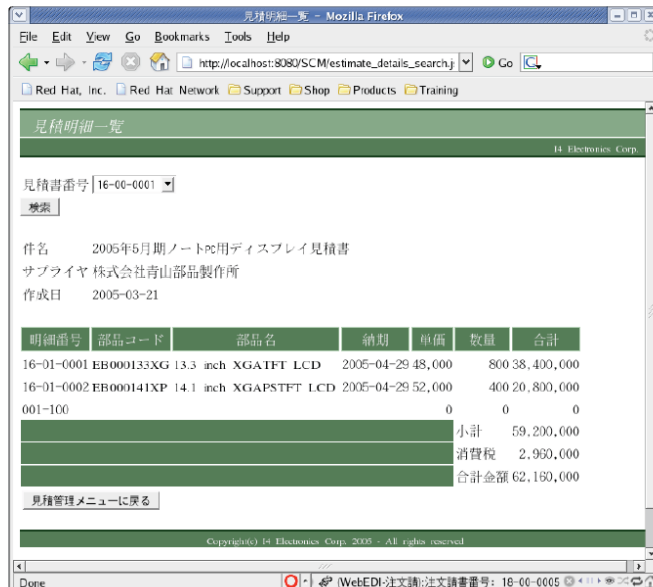 見積明細一覧 - Mozilla Firefox
File Edit View Go Bookmarks Tools Help
http://localhost:8080/SCM/estimate_details_search.j Go
Red Hat, Inc. Red Hat Network Support Shop Products Training
見積明細一覧
I4 Electronics Corp.
見積書番号 16-00-0001
検索
件名 2005年5月期ノートPC用ディスプレイ見積書
サプライヤ 株式会社青山部品製作所
作成日 2005-03-21
明細番号 部品コード 部品名 納期 単価 数量 合計
16-01-0001 EB000133XG 13.3 inch XGATFT LCD 2005-04-29 48,000 800 38,400,000
16-01-0002 EB000141XP 14.1 inch XGAPSTFT LCD 2005-04-29 52,000 400 20,800,000
001-100 0 0 0
小計 59,200,000
消費税 2,960,000
合計金額 62,160,000
見積管理メニューに戻る
Copyright(c) I4 Electronics Corp. 2005 - All rights reserved
Done (WebEDI-注文請):注文請書番号: 18-00-0005